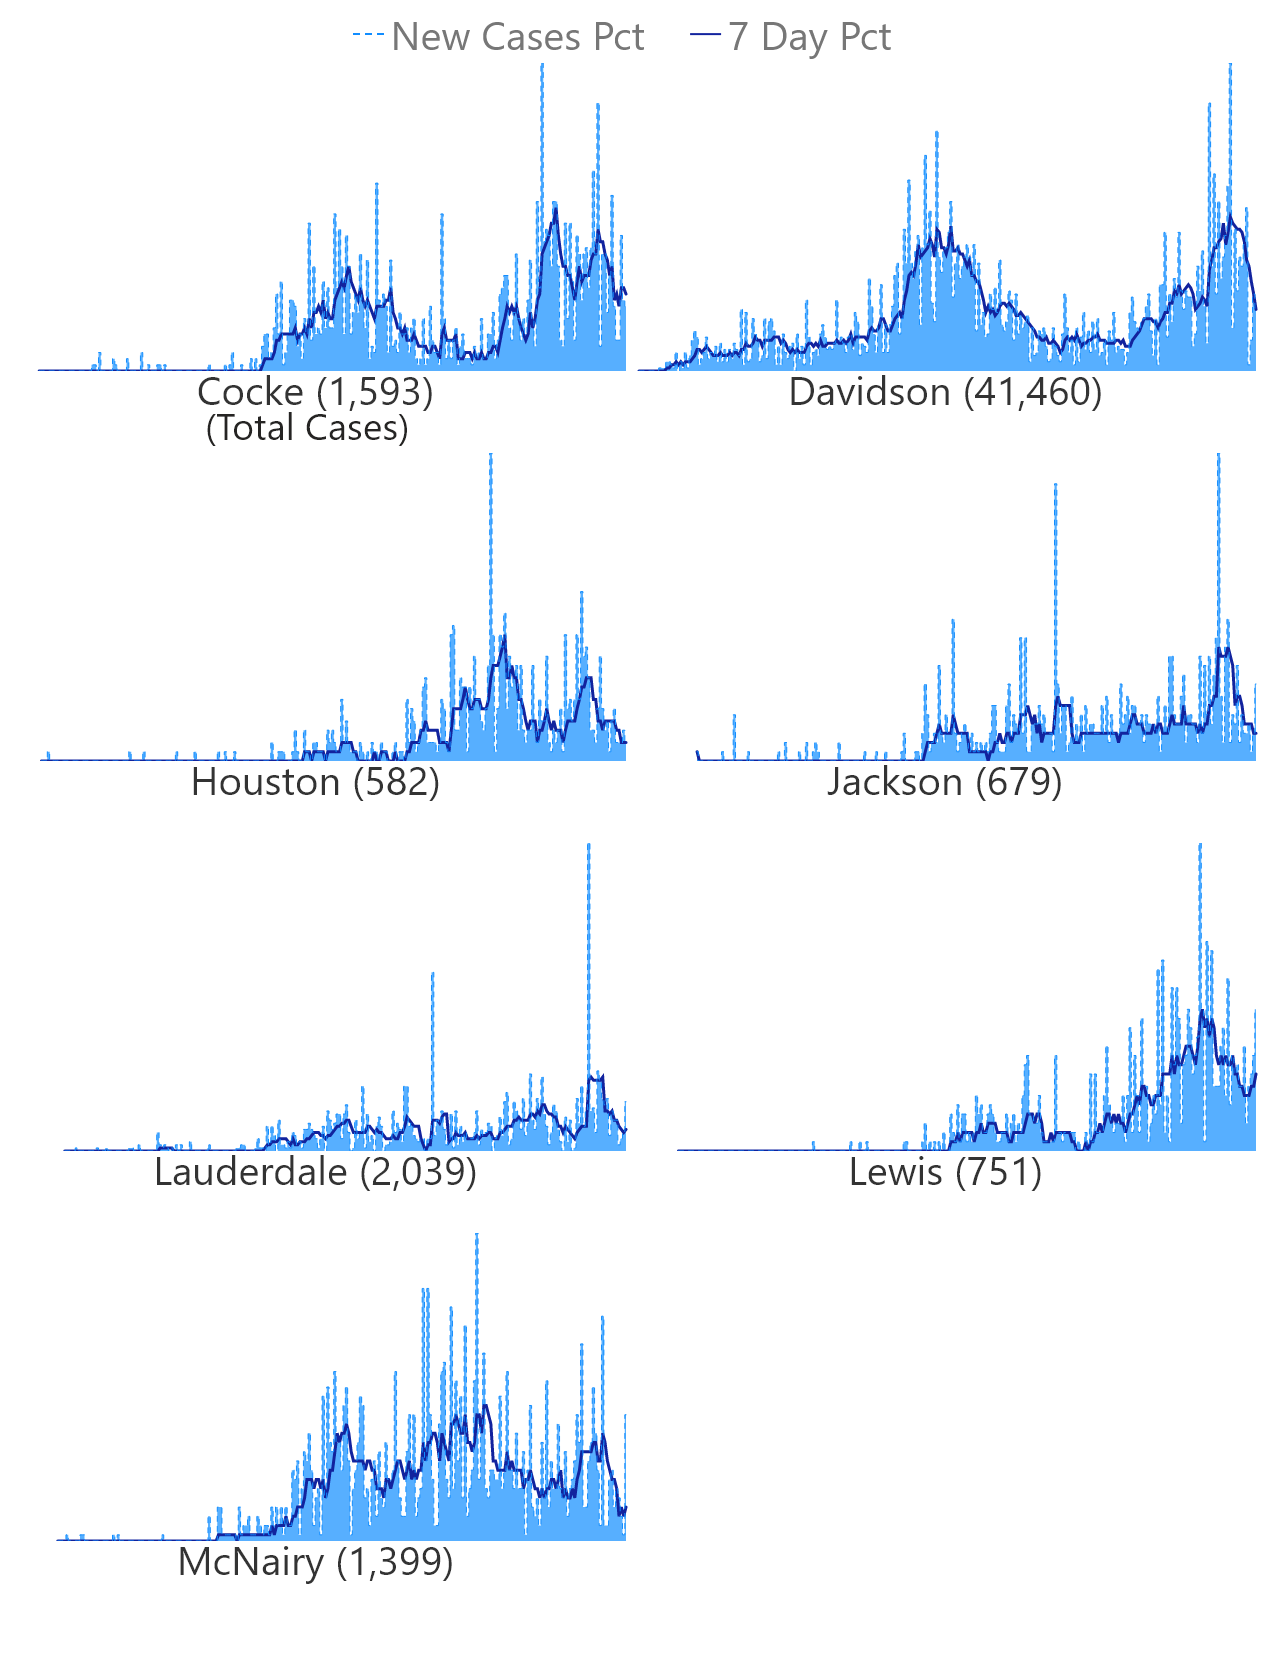 New Cases Pct 7 Day Pct
Cocke (1,593) Davidson (41,460)
(Total Cases)
Houston (582) Jackson (679)
Lauderdale (2,039) Lewis (751)
McNairy (1,399)